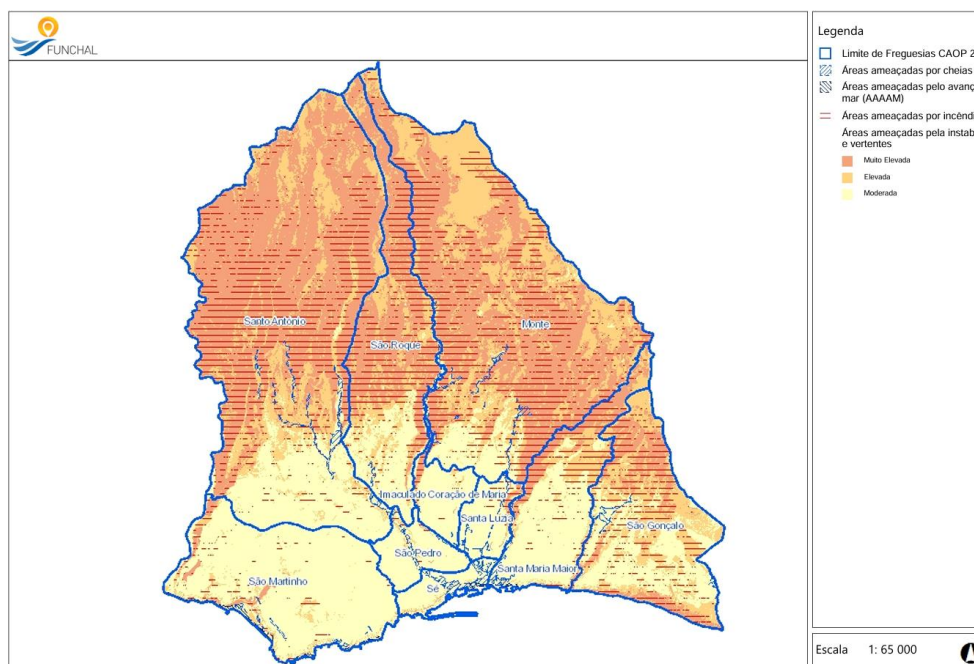 FUNCHAL
Santo António
São Roque
Monte
Imaculado Coração de Maria
Santa Luzia
São Gonçalo
São Pedro
Santa Maria Maior
São Martinho
Sé
Legenda
Limite de Freguesias CAOP 2
Áreas ameaçadas por cheias
Áreas ameaçadas pelo avanç
mar (AAAAM)
Áreas ameaçadas por incêndi
Áreas ameaçadas pela instab
e vertentes
Muito Elevada
Elevada
Moderada
Escala 1: 65 000